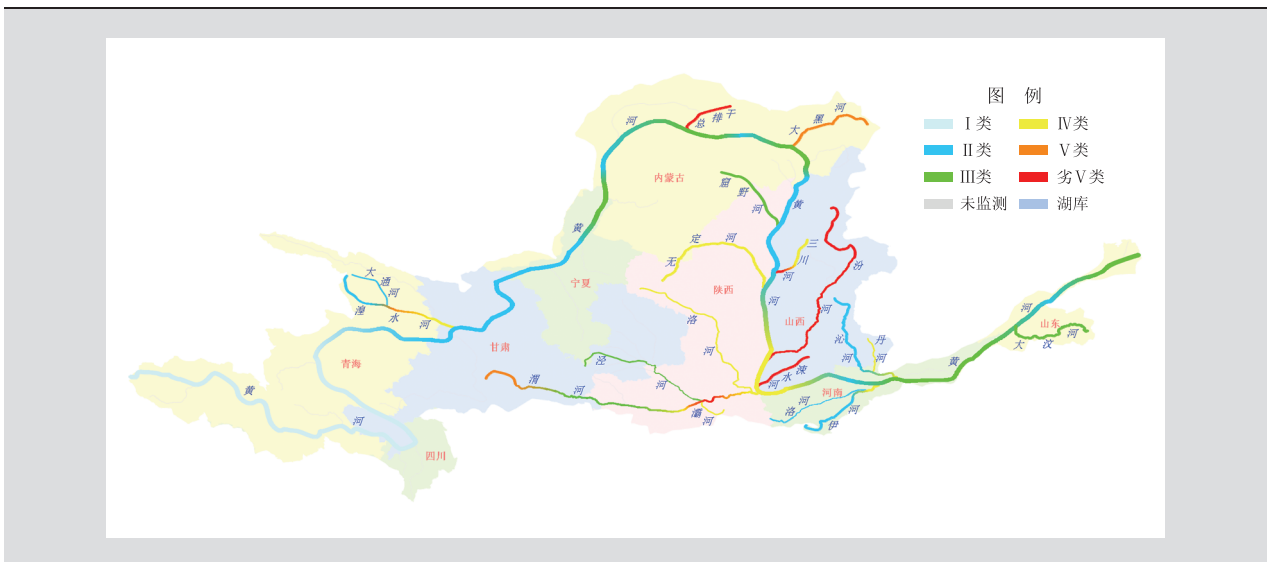 图 例
Ⅰ类
Ⅳ类
Ⅱ类
Ⅴ类
Ⅲ类
劣Ⅴ类
未监测
湖库
河
总排干
大黑河
内蒙古
窟野河
黄
黄
无定河
三川河
汾河
大通河
湟水河
宁夏
陕西
河
山西
洛河
沁河
丹河
河
山东
大汶河
甘肃
青海
泾河
渭河
黄
河
涑水河
河南
黄
灞河
洛河
伊河
四川